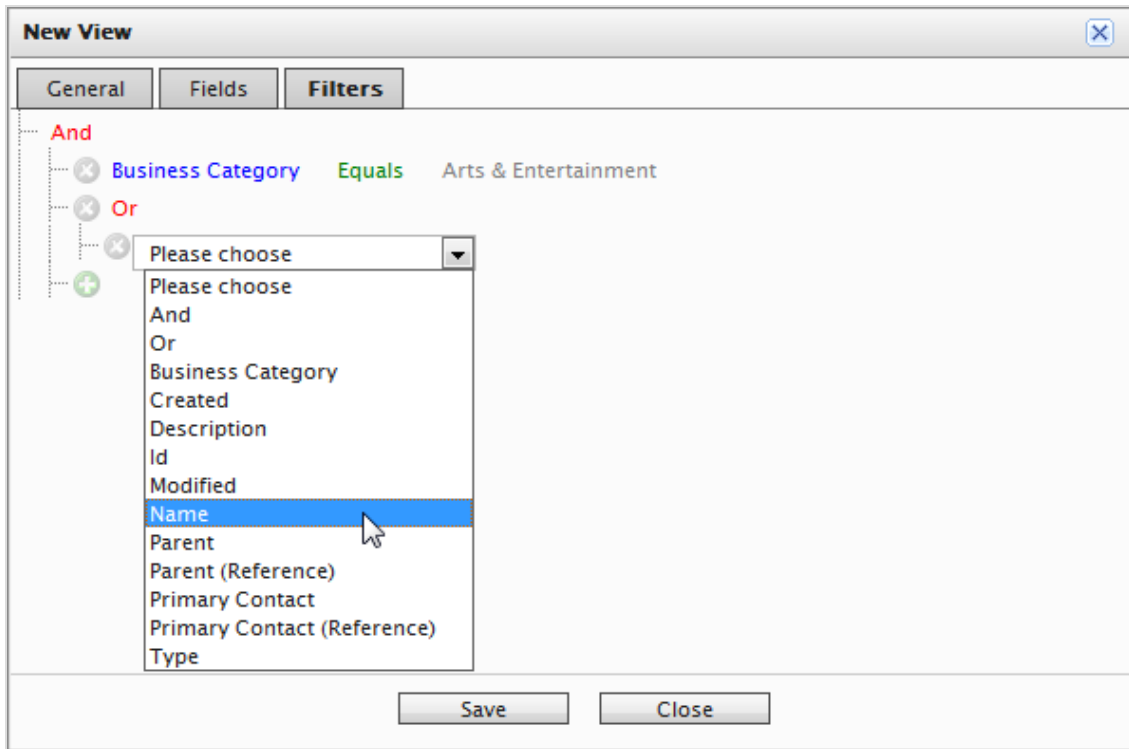 New View
General Fields Filters
And
Business Category Equals Arts & Entertainment
Or
Please choose
Please choose
And
Or
Business Category
Created
Description
Id
Modified
Name
Parent
Parent (Reference)
Primary Contact
Primary Contact (Reference)
Type
Save Close